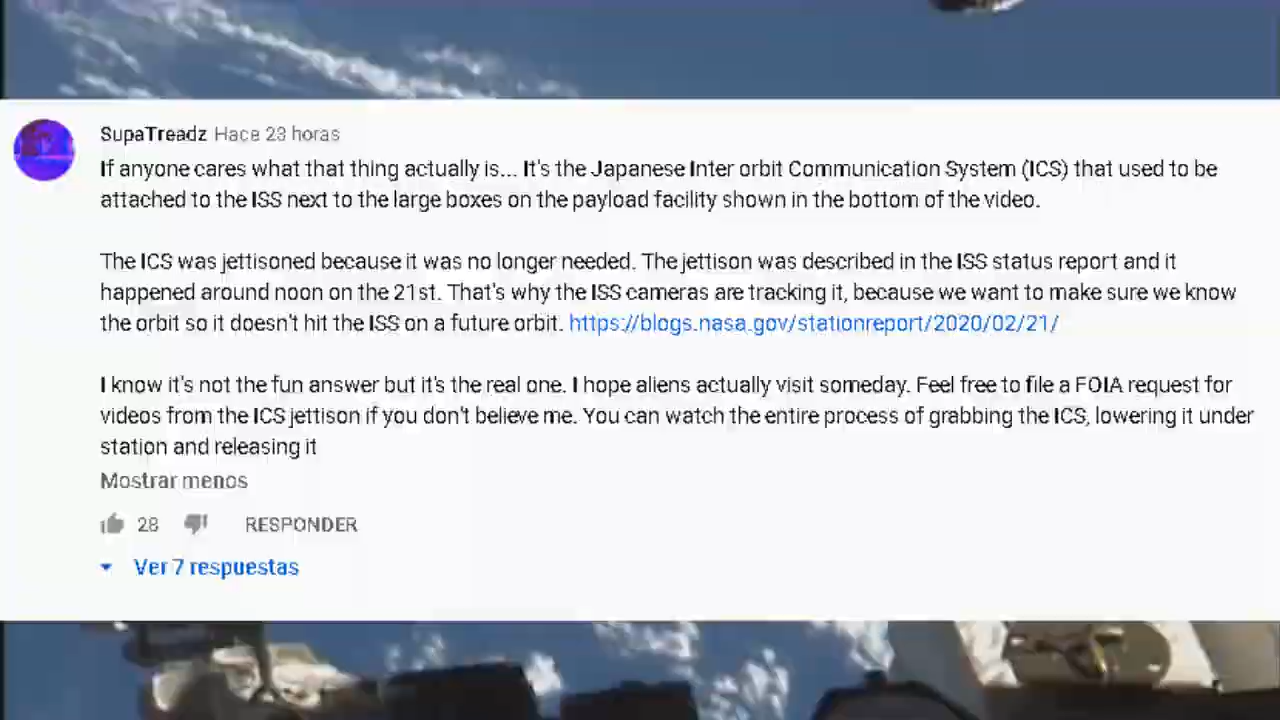 SupaTreadz Hace 23 horas
If anyone cares what that thing actually is... It's the Japanese Inter orbit Communication System (ICS) that used to be
attached to the ISS next to the large boxes on the payload facility shown in the bottom of the video.
The ICS was jettisoned because it was no longer needed. The jettison was described in the ISS status report and it
happened around noon on the 21st. That's why the ISS cameras are tracking it, because we want to make sure we know
the orbit so it doesn't hit the ISS on a future orbit. https://blogs.nasa.gov/stationreport/2020/02/21/
I know it's not the fun answer but it's the real one. I hope aliens actually visit someday. Feel free to file a FOIA request for
videos from the ICS jettison if you don't believe me. You can watch the entire process of grabbing the ICS, lowering it under
station and releasing it
Mostrar menos
28 RESPONDER
Ver 7 respuestas